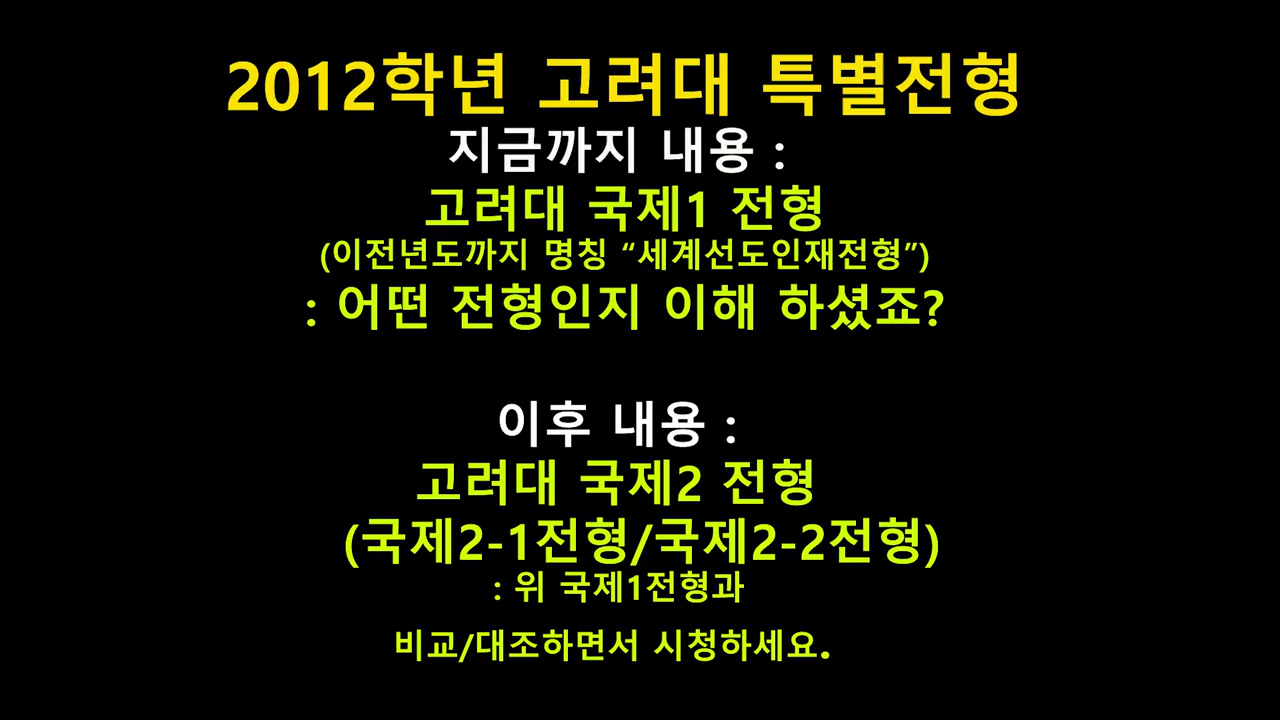 2012학년 고려대 특별전형
지금까지 내용 :
고려대 국제1 전형
(이전년도까지 명칭 “세계선도인재전형”)
: 어떤 전형인지 이해 하셨죠?
이후 내용 :
고려대 국제2 전형
(국제2-1전형/국제2-2전형)
: 위 국제1전형과
비교/대조하면서 시청하세요.